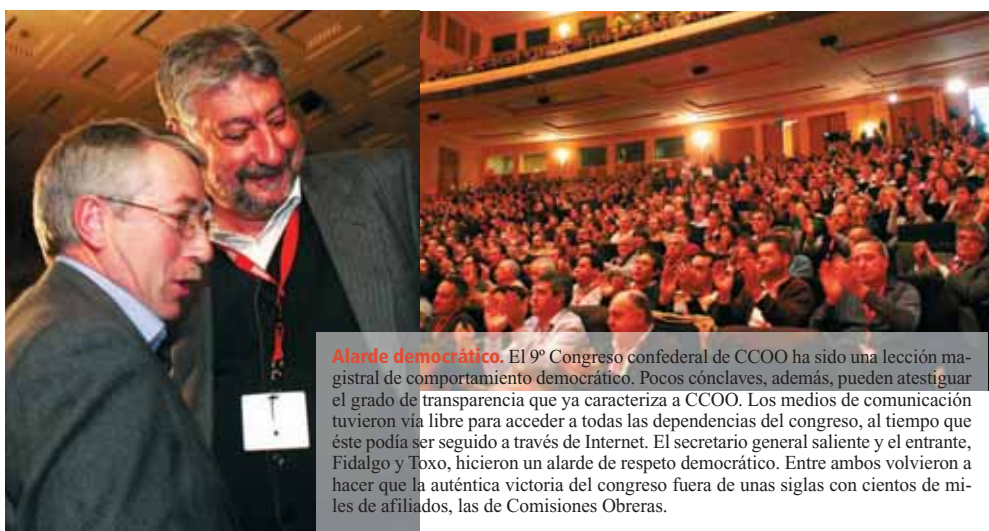 Alarde democrático. El 9º Congreso confederal de CCOO ha sido una lección ma-
gistral de comportamiento democrático. Pocos cónclaves, además, pueden atestiguar
el grado de transparencia que ya caracteriza a CCOO. Los medios de comunicación
tuvieron vía libre para acceder a todas las dependencias del congreso, al tiempo que
éste podía ser seguido a través de Internet. El secretario general saliente y el entrante,
Fidalgo y Toxo, hicieron un alarde de respeto democrático. Entre ambos volvieron a
hacer que la auténtica victoria del congreso fuera de unas siglas con cientos de mi-
les de afiliados, las de Comisiones Obreras.